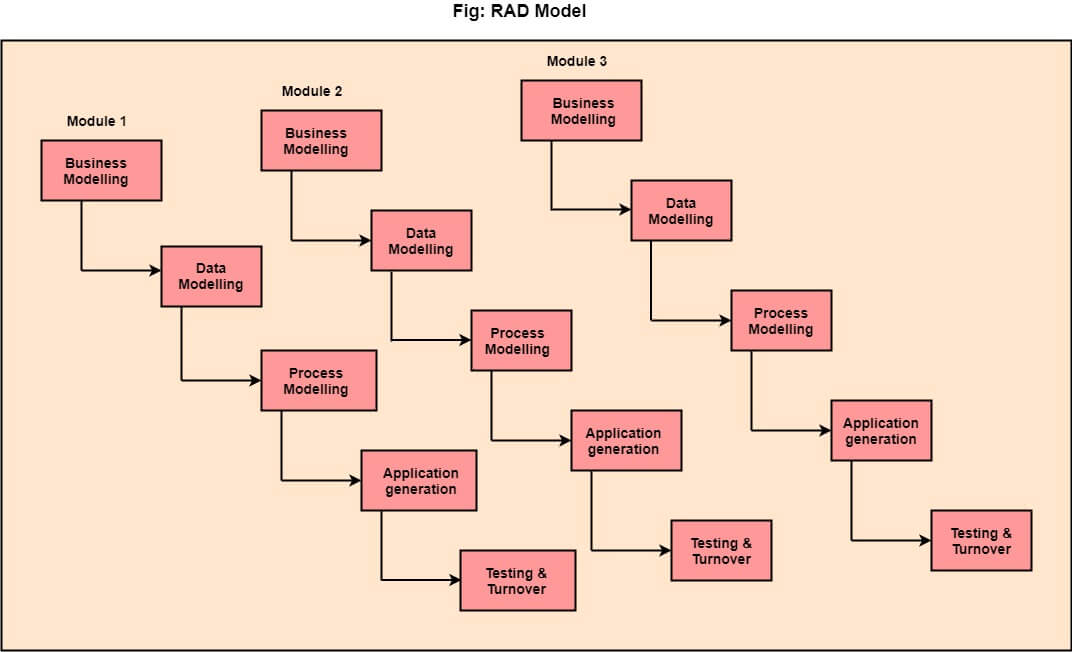 Fig: RAD Model
Module 1
Business
Modelling
Data
Modelling
Process
Modelling
Application
generation
Testing &
Turnover
Module 2
Business
Modelling
Data
Modelling
Process
Modelling
Application
generation
Testing &
Turnover
Module 3
Business
Modelling
Data
Modelling
Process
Modelling
Application
generation
Testing &
Turnover